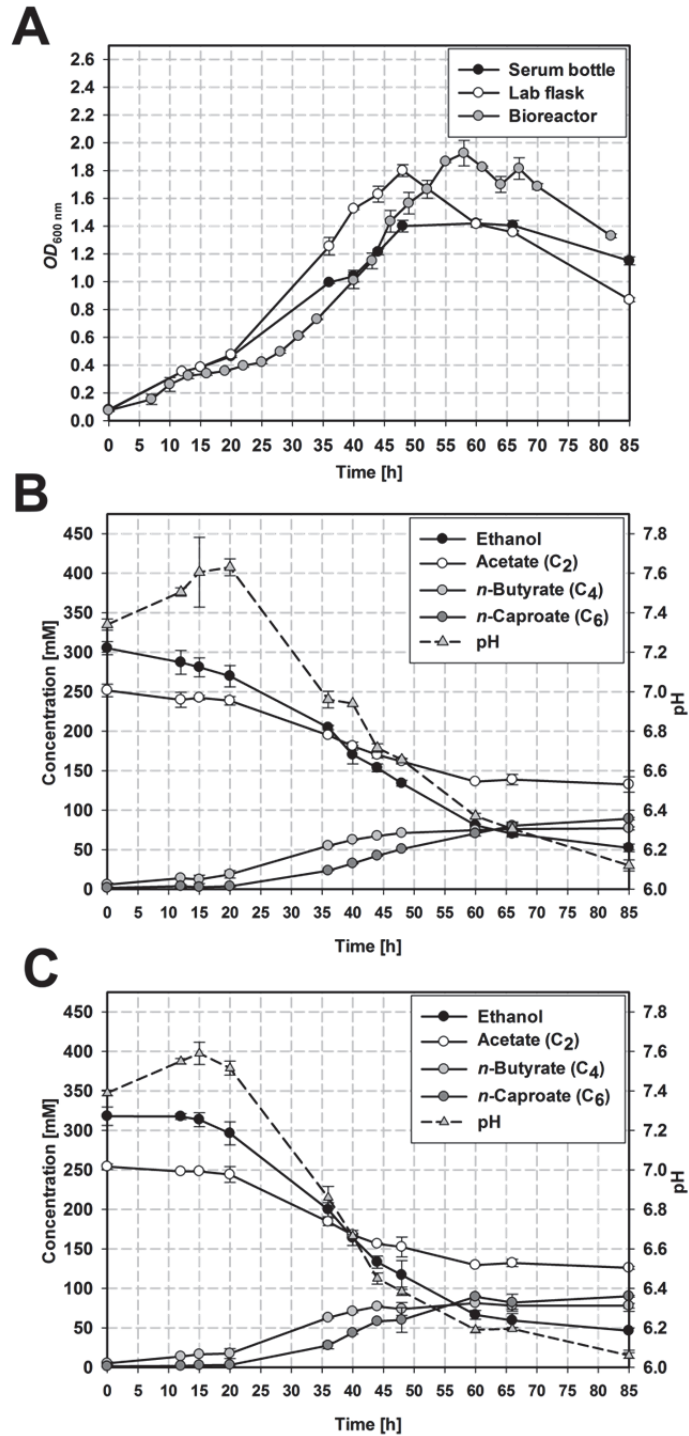 A
2.6
2.4
2.2
2.0
1.8
1.6
1.4
1.2
1.0
0.8
0.6
0.4
0.2
0.0
OD600 nm
Serum bottle
Lab flask
Bioreactor
0 5 10 15 20 25 30 35 40 45 50 55 60 65 70 75 80 85
Time [h]
B
450
400
350
300
250
200
150
100
50
0
Concentration [mM]
Ethanol
Acetate (C2)
n-Butyrate (C4)
n-Caproate (C6)
pH
7.8
7.6
7.4
7.2
7.0
6.8
6.6
6.4
6.2
6.0
pH
0 5 10 15 20 25 30 35 40 45 50 55 60 65 70 75 80 85
Time [h]
C
450
400
350
300
250
200
150
100
50
0
Concentration [mM]
Ethanol
Acetate (C2)
n-Butyrate (C4)
n-Caproate (C6)
pH
7.8
7.6
7.4
7.2
7.0
6.8
6.6
6.4
6.2
6.0
pH
0 5 10 15 20 25 30 35 40 45 50 55 60 65 70 75 80 85
Time [h]